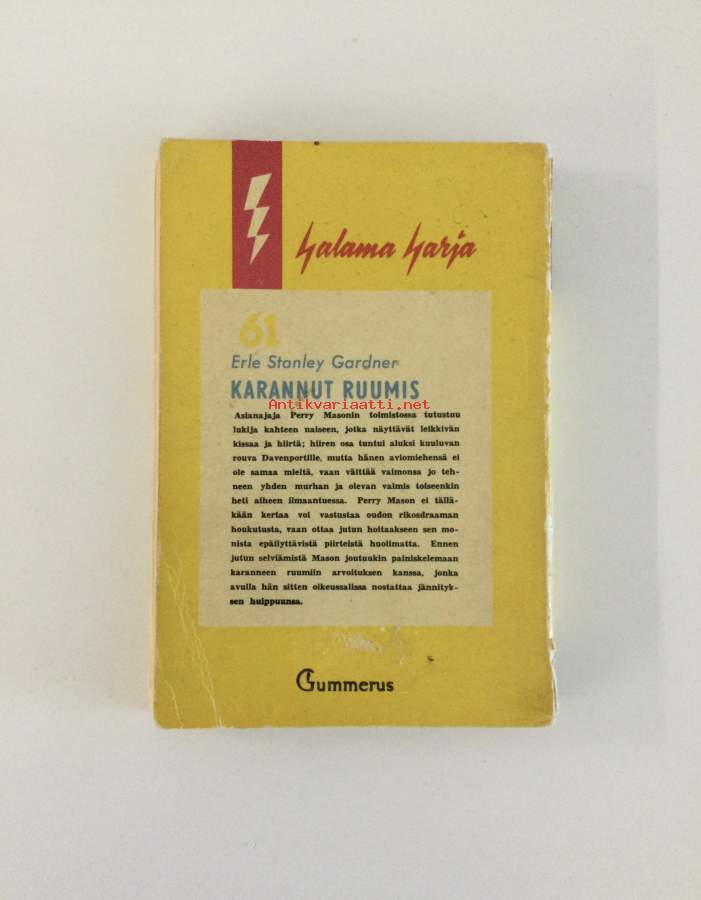 salama sarja
61
Erle Stanley Gardner
KARANNUT RUUMIS
Antikvariaatti.net
Asianajaja Perry Masonin toimistossa tutustuu
lukija kahteen naiseen, jotka näyttävät leikkivän
kissaa ja hiirtä; hiiren osa tuntui aluksi kuuluvan
rouva Davenportille, mutta hänen aviomiehensä ei
ole samaa mieltä, vaan väittää vaimonsa jo teh-
neen yhden murhan ja olevan valmis toiseenkin
heti aiheen ilmaantuessa. Perry Mason ei tällä-
kään kertaa voi vastustaa oudon rikosdraaman
houkutusta, vaan ottaa jutun hoitaakseen sen mo-
nista epäilyttävistä piirteistä huolimatta. Ennen
jutun selviämistä Mason joutuukin painiskelemaan
karanneen ruumiin arvoituksen kanssa, jonka
avulla hän sitten oikeussalissa nostattaa jännityk-
sen huippuunsa.
Gummerus